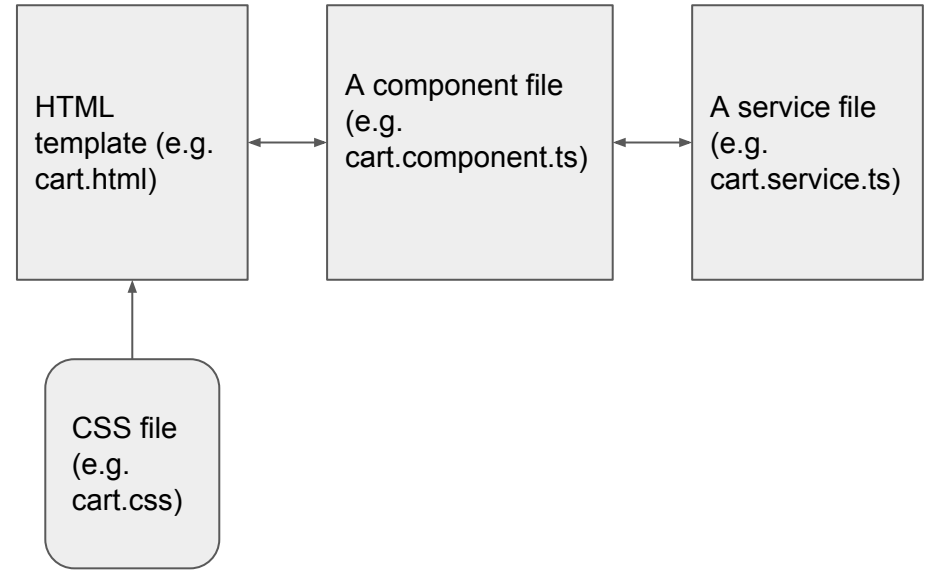 HTML
template (e.g.
cart.html)
A component file
(e.g.
cart.component.ts)
A service file
(e.g.
cart.service.ts)
CSS file
(e.g.
cart.css)